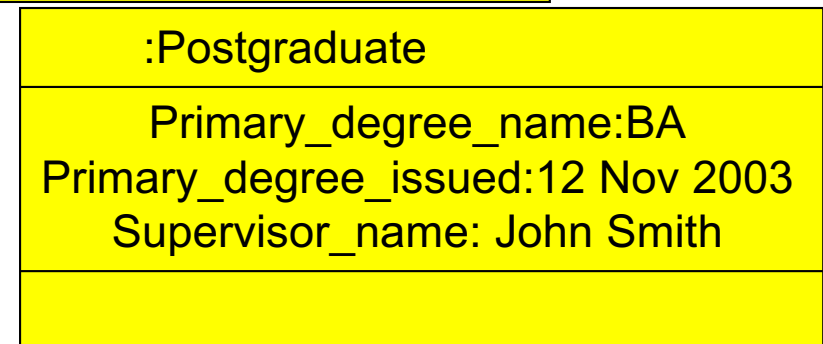 :Postgraduate
Primary_degree_name:BA
Primary_degree_issued:12 Nov 2003
Supervisor_name: John Smith